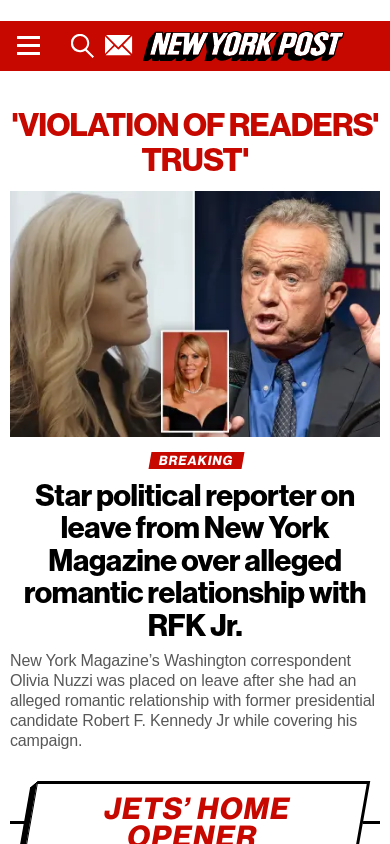 NEW YORK POST
'VIOLATION OF READERS'
TRUST'
NE
BREAKING
Star political reporter on
leave from New York
Magazine over alleged
romantic relationship with
RFK Jr.
New York Magazine’s Washington correspondent
Olivia Nuzzi was placed on leave after she had an
alleged romantic relationship with former presidential
candidate Robert F. Kennedy Jr while covering his
campaign.
JETS’ HOME
OPENER